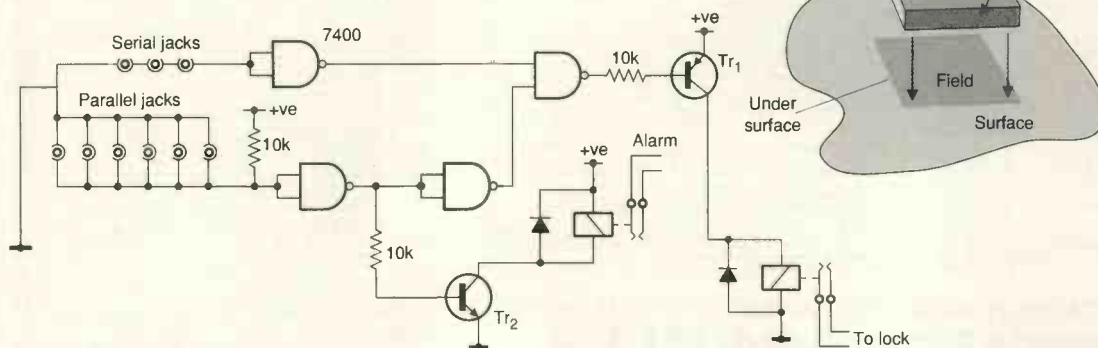 Serial jacks
7400
Parallel jacks
+ve
10k
10k
10k
+ve
Tr1
Tr2
+ve
Alarm
To lock
Field
Under
surface
Surface